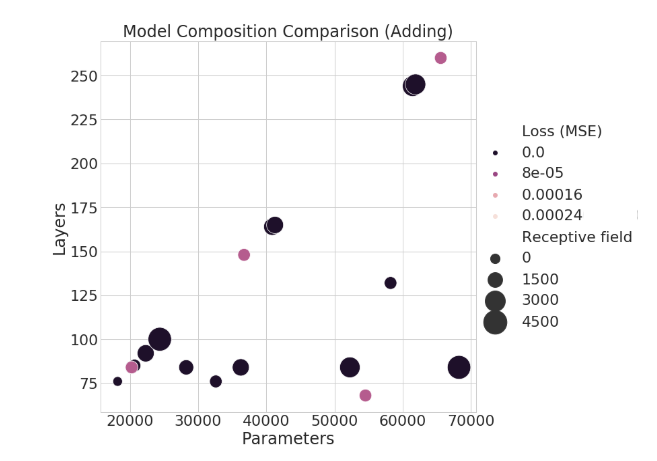 Model Composition Comparison (Adding)
250
225
200
175
150
125
100
75
Layers
20000 30000 40000 50000 60000 70000
Parameters
Loss (MSE)
0.0
8e-05
0.00016
0.00024
Receptive field
0
1500
3000
4500